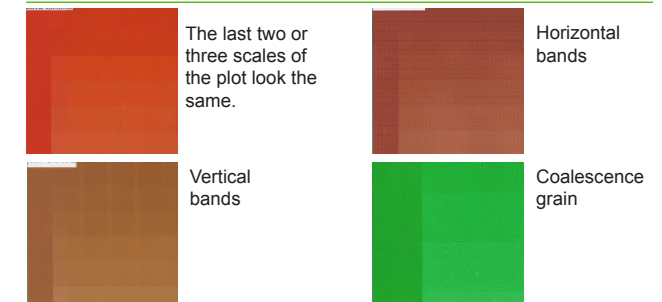 The last two or
three scales of
the plot look the
same.
Horizontal
bands
Vertical
bands
Coalescence
grain